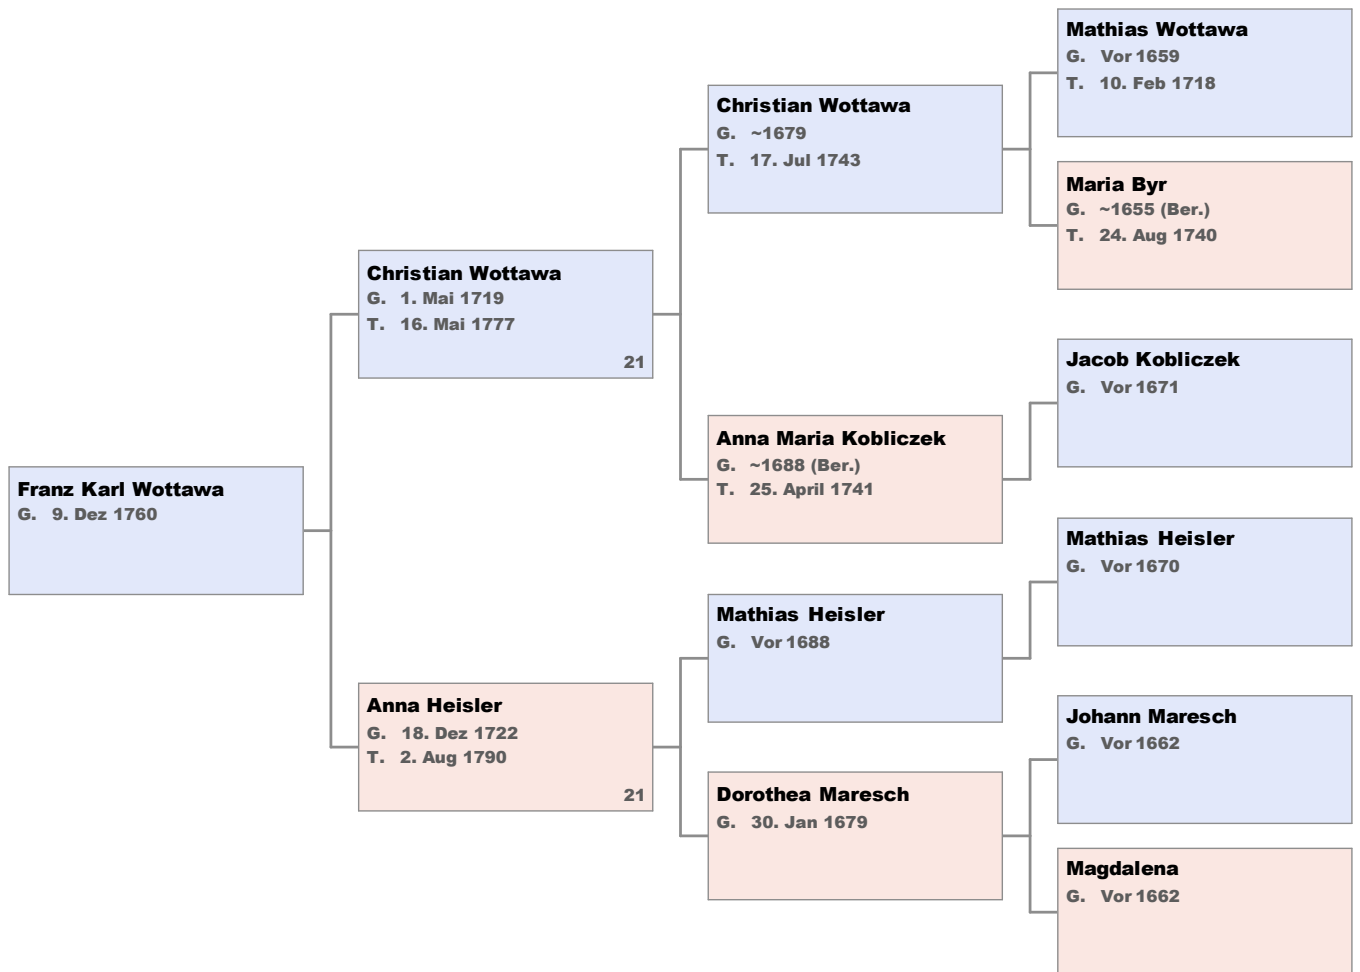 Franz Karl Wottawa
G. 9. Dez 1760
Christian Wottawa
G. 1. Mai 1719
T. 16. Mai 1777
21
Anna Heisler
G. 18. Dez 1722
T. 2. Aug 1790
21
Christian Wottawa
G. ~1679
T. 17. Jul 1743
Anna Maria Kobliczek
G. ~1688 (Ber.)
T. 25. April 1741
Mathias Heisler
G. Vor 1688
Dorothea Maresch
G. 30. Jan 1679
Mathias Wottawa
G. Vor 1659
T. 10. Feb 1718
Maria Byr
G. ~1655 (Ber.)
T. 24. Aug 1740
Jacob Kobliczek
G. Vor 1671
Mathias Heisler
G. Vor 1670
Johann Maresch
G. Vor 1662
Magdalena
G. Vor 1662